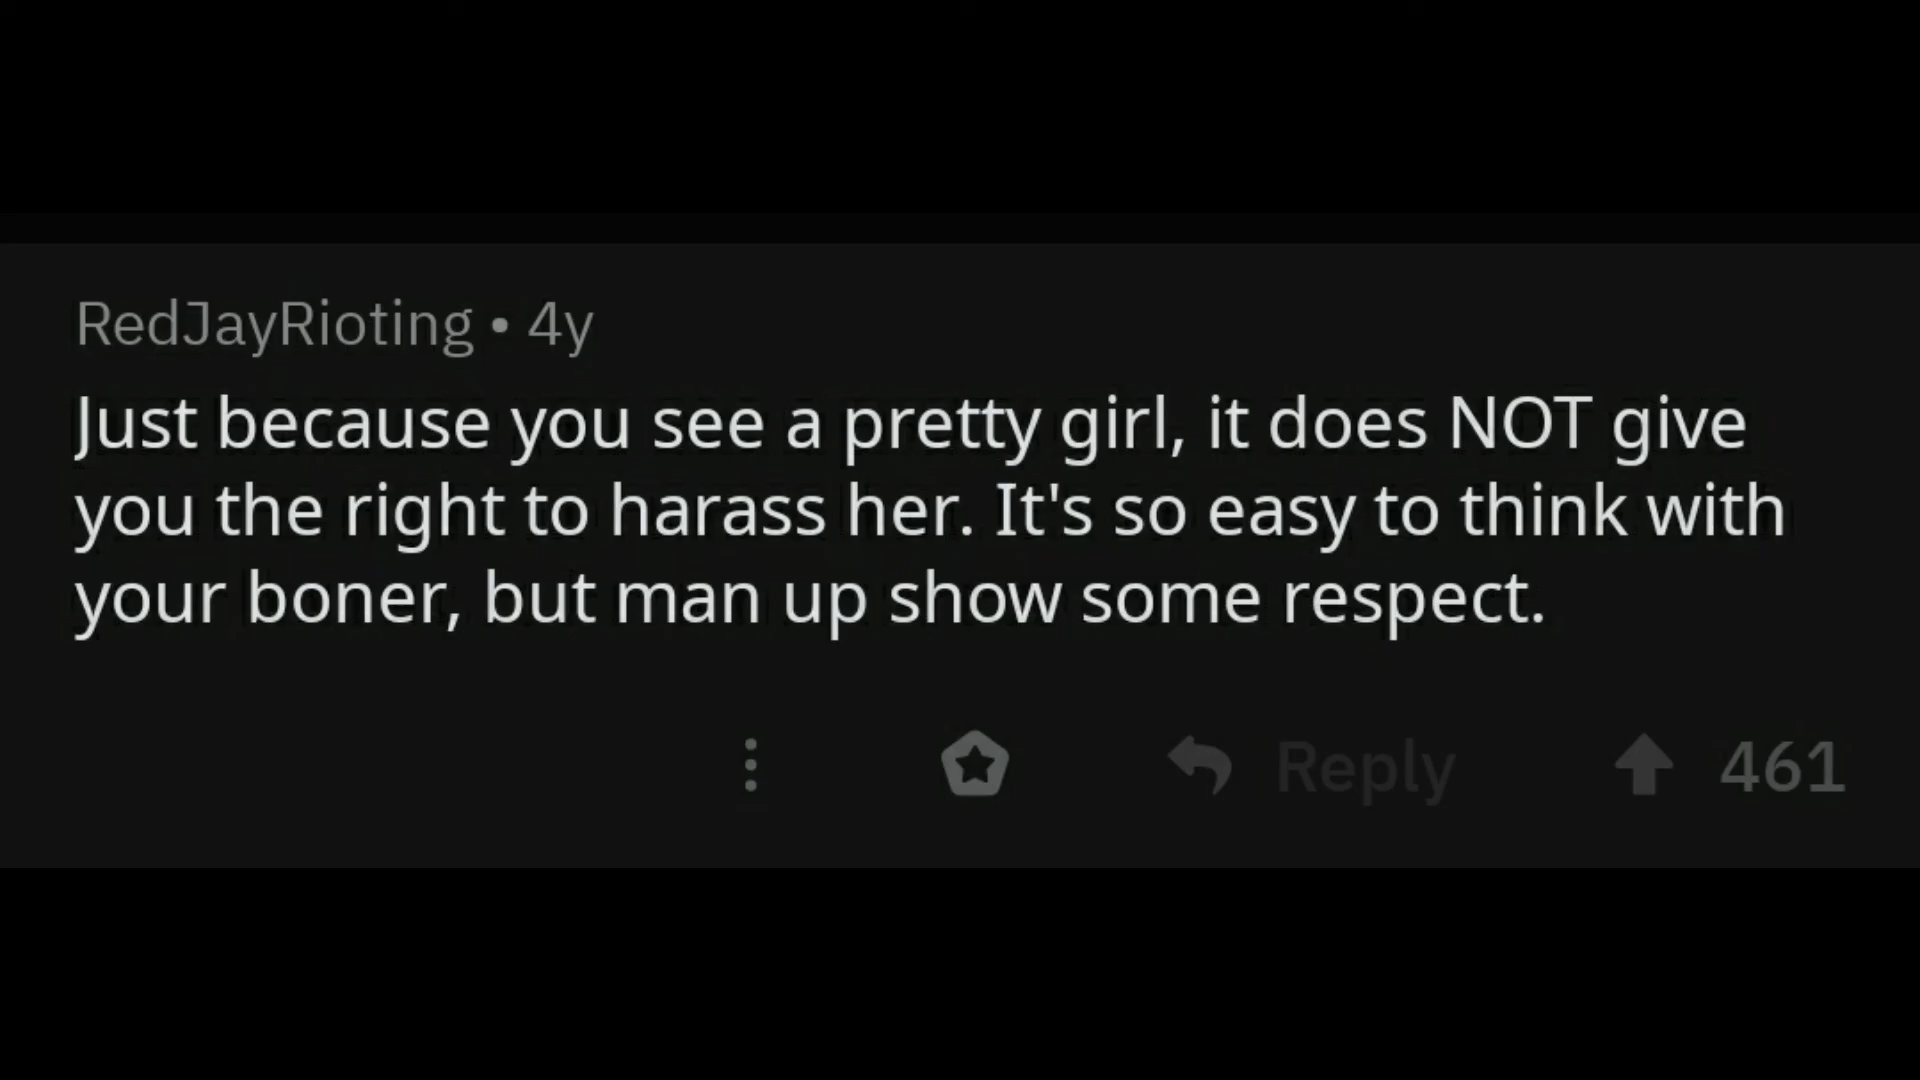 RedJayRioting • 4y
Just because you see a pretty girl, it does NOT give
you the right to harass her. It's so easy to think with
your boner, but man up show some respect.
Reply 461